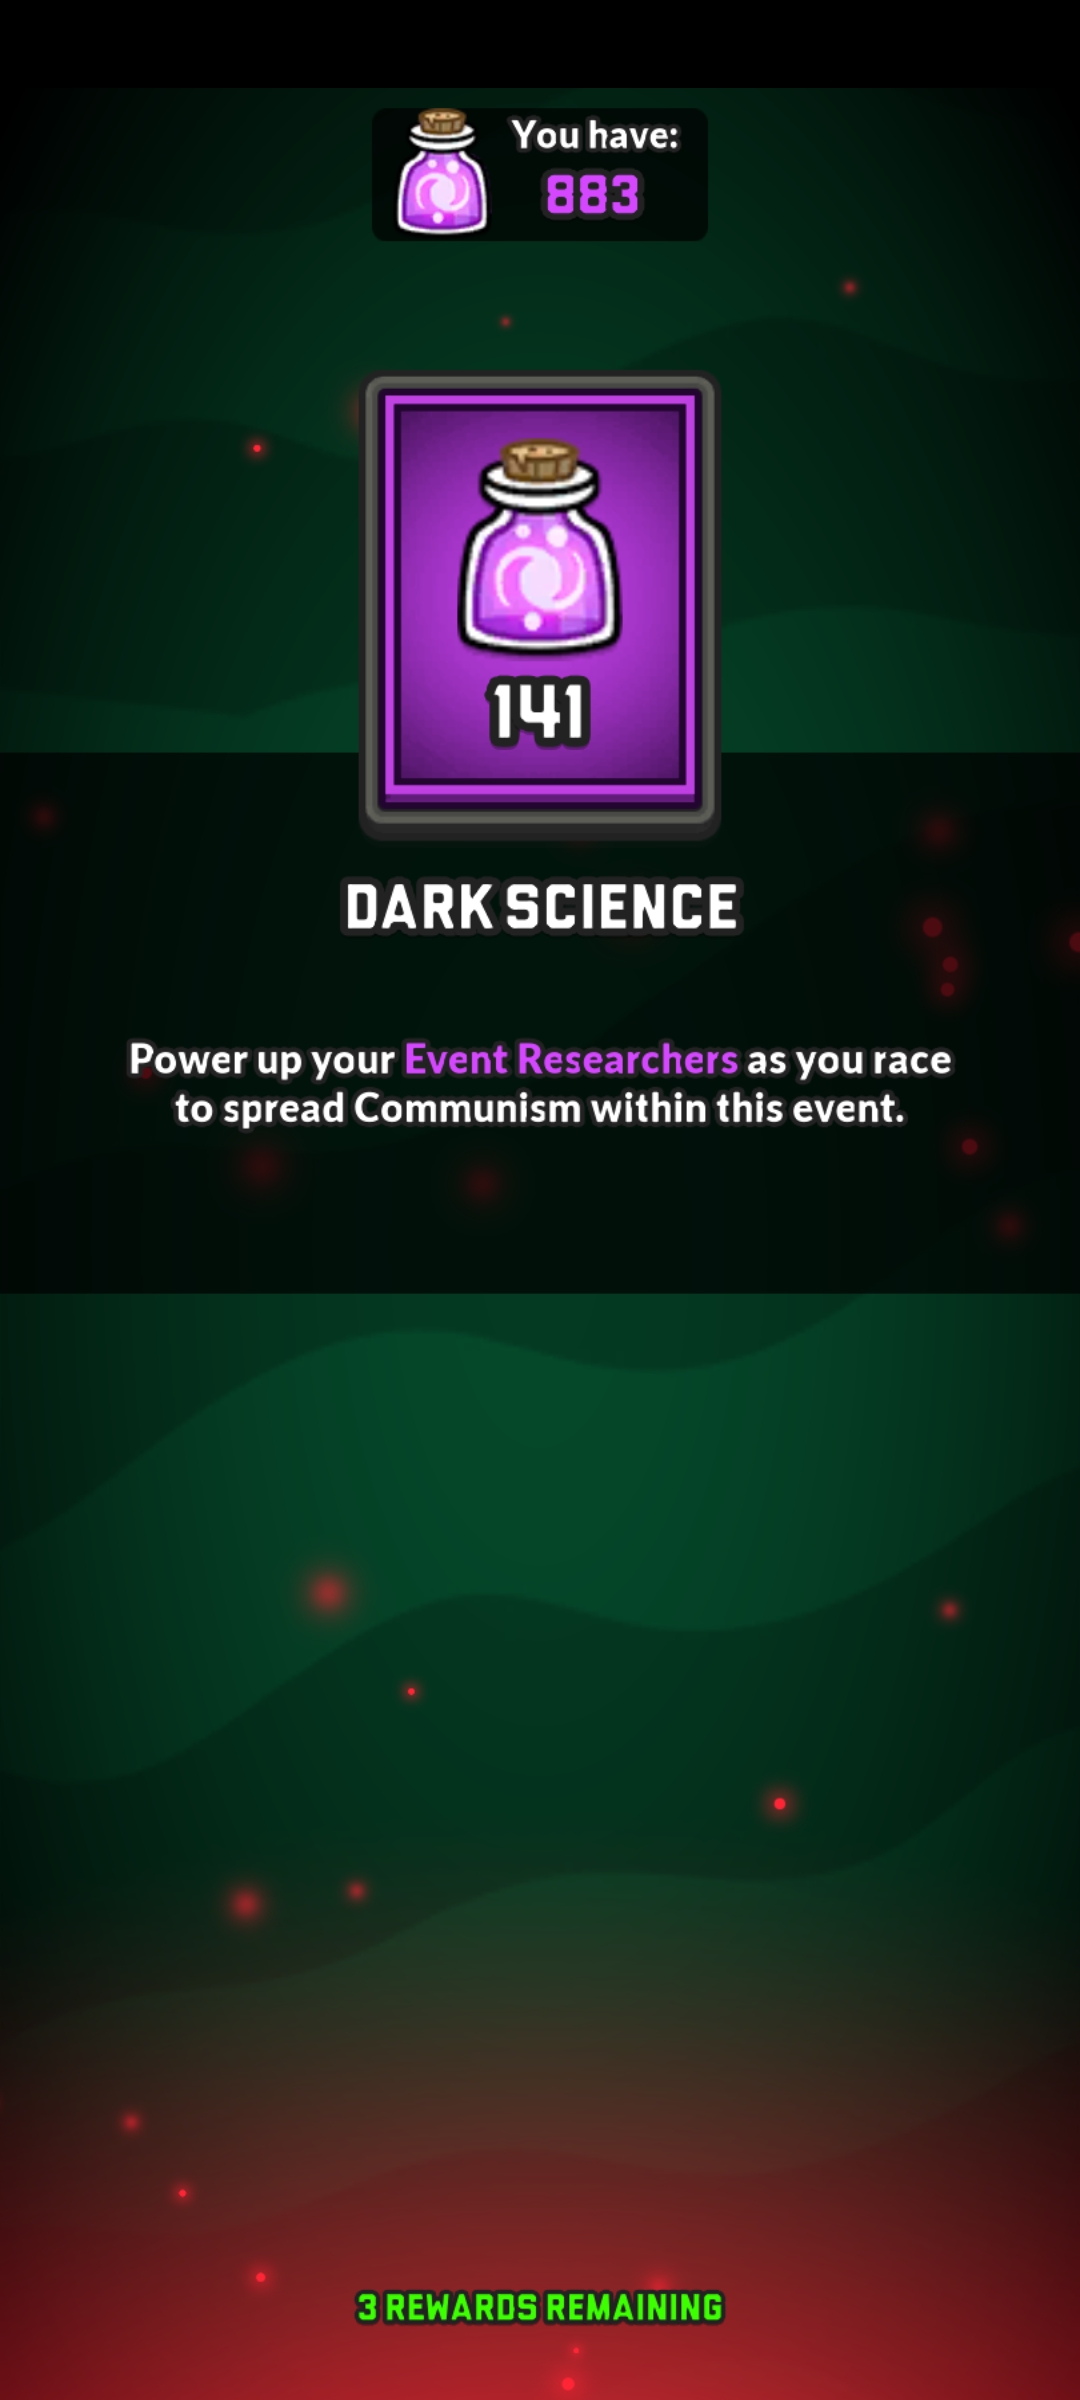 You have:
883
141
DARK SCIENCE
Power up your Event Researchers as you race
to spread Communism within this event.
3 REWARDS REMAINING